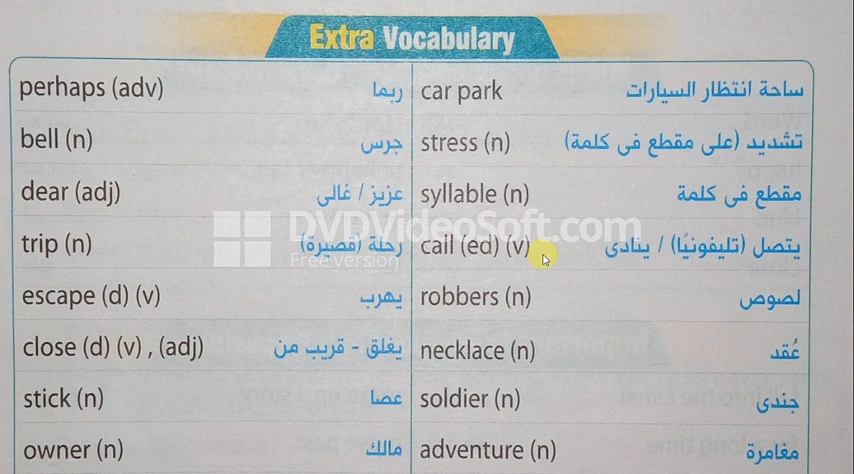 Extra Vocabulary
perhaps (adv) ربما car park ساحة انتظار السيارات
bell (n) جرس stress (n) تشديد (على مقطع فى كلمة)
dear (adj) عزيز / غالى syllable (n) مقطع فى كلمة
trip (n) رحلة (قصيرة) call (ed) (v) يتصل (تليفونيًا) / ينادى
escape (d) (v) يهرب robbers (n) لصوص
close (d) (v) , (adj) يغلق - قريب من necklace (n) عُقد
stick (n) عصا soldier (n) جندى
owner (n) مالك adventure (n) مغامرة
DVDVideoSoft.com
Free version